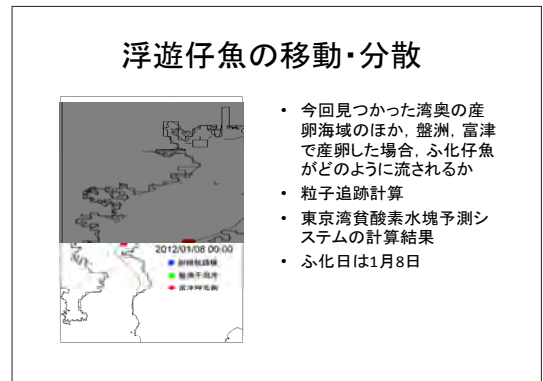 浮遊仔魚の移動・分散
• 今回見つかった湾奥の産
卵海域のほか，盤洲，富津
で産卵した場合，ふ化仔魚
がどのように流されるか
• 粒子追跡計算
• 東京湾貧酸素水塊予測シ
ステムの計算結果
• ふ化日は1月8日
2012/01/08 00:00